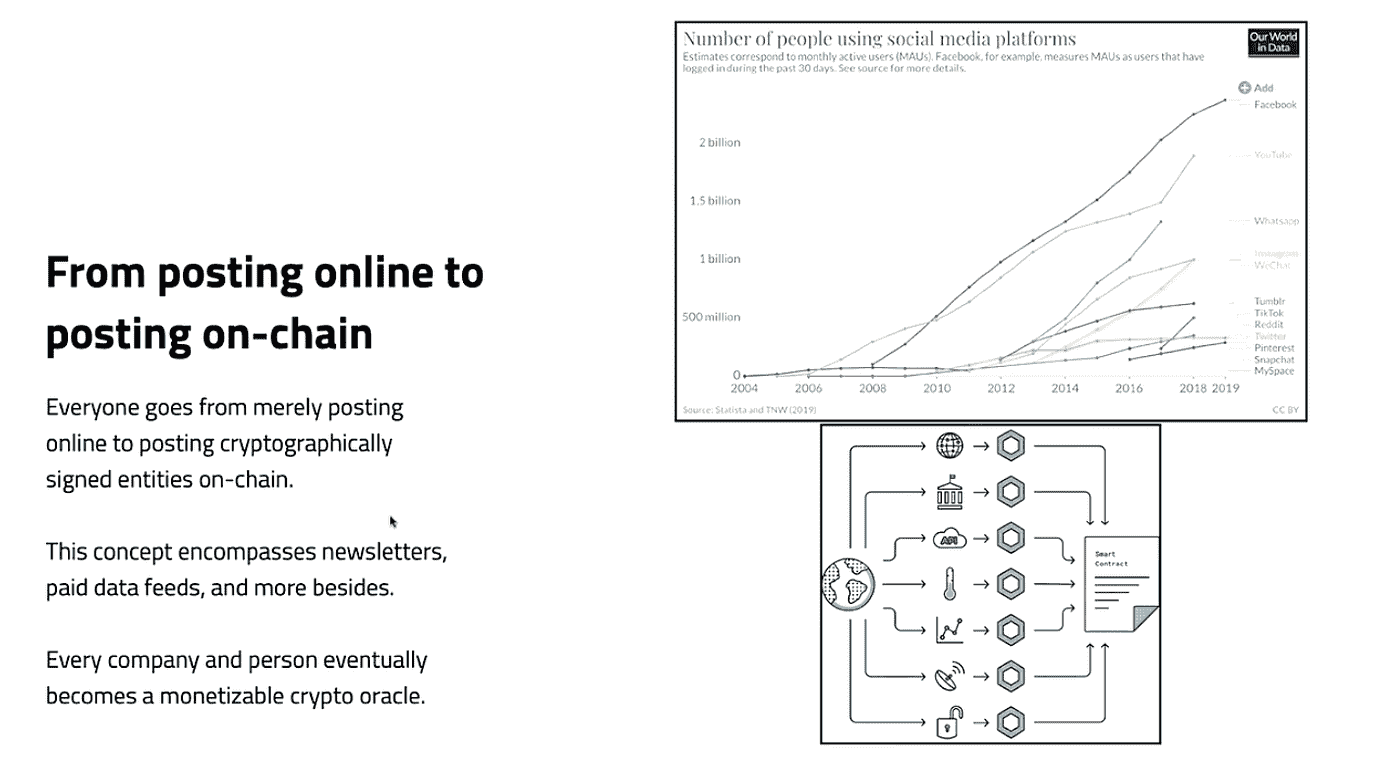 From posting online to
posting on-chain
Everyone goes from merely posting
online to posting cryptographically
signed entities on-chain.
This concept encompasses newsletters,
paid data feeds, and more besides.
Every company and person eventually
becomes a monetizable crypto oracle.
Number of people using social media platforms
Our World
in Data
Estimates correspond to monthly active users (MAUs). Facebook, for example, measures MAUs as users that have
logged in during the past 30 days. See source for more details.
Add
Facebook
2 billion
YouTube
1.5 billion
Whatsapp
1 billion
Instagram
WeChat
Tumblr
TikTok
500 million
Reddit
Twitter
Pinterest
Snapchat
MySpace
0
2004 2006 2008 2010 2012 2014 2016 2018 2019
Source: Statista and TNW (2019) CC BY
API
Smart
Contract